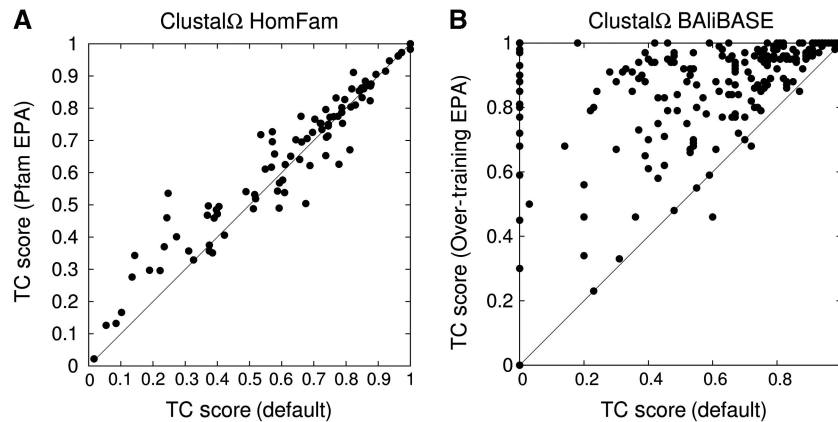 A
ClustalΩ HomFam
1
0.9
0.8
0.7
0.6
0.5
0.4
0.3
0.2
0.1
0
TC score (Pfam EPA)
0 0.1 0.2 0.3 0.4 0.5 0.6 0.7 0.8 0.9 1
TC score (default)
B
ClustalΩ BAliBASE
1
0.8
0.6
0.4
0.2
0
TC score (Over-training EPA)
0 0.2 0.4 0.6 0.8
TC score (default)